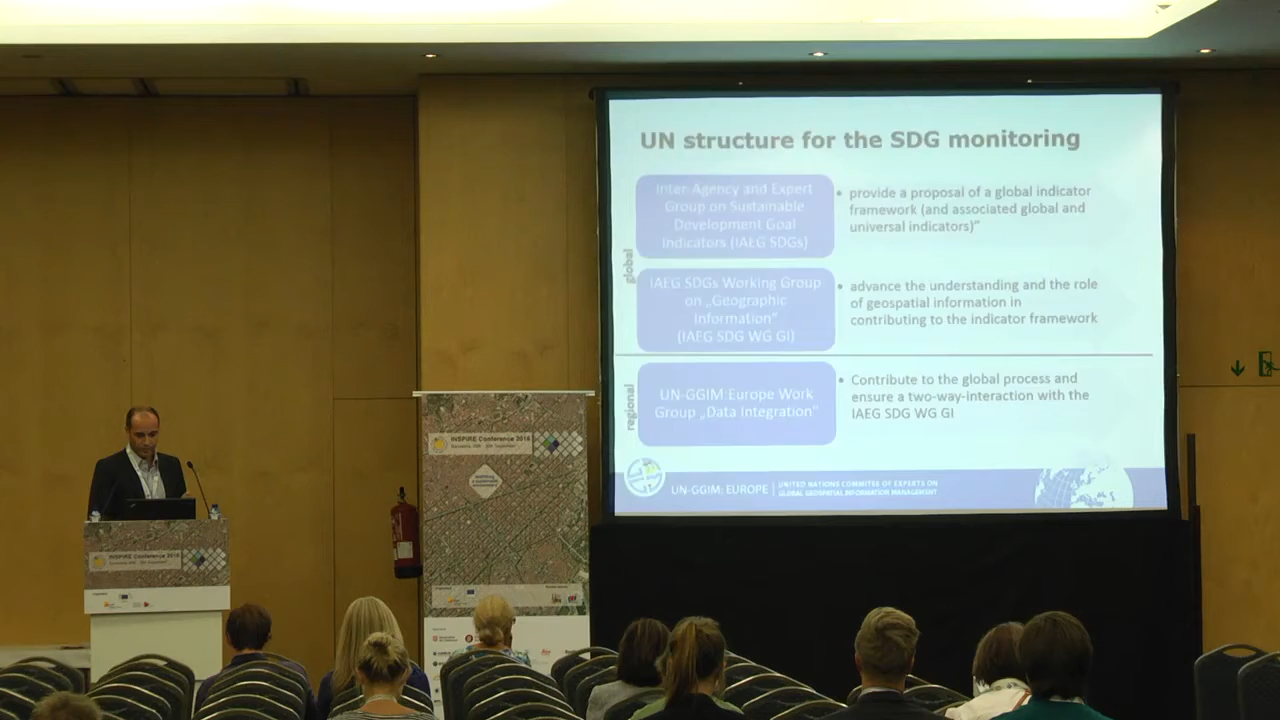 UN structure for the SDG monitoring
global
Inter-Agency and Expert
Group on Sustainable
Development Goal
Indicators (IAEG SDGs)
• provide a proposal of a global indicator
framework (and associated global and
universal indicators)"
IAEG SDGs Working Group
on „Geographic
Information"
(IAEG SDG WG GI)
• advance the understanding and the role
of geospatial information in
contributing to the indicator framework
regional
UN-GGIM:Europe Work
Group „Data Integration"
• Contribute to the global process and
ensure a two-way-interaction with the
IAEG SDG WG GI
UN-GGIM: EUROPE
UNITED NATIONS COMMITEE OF EXPERTS ON
GLOBAL GEOSPATIAL INFORMATION MANAGEMENT
INSPIRE Conference 2016
INSPIRE Conference 2016